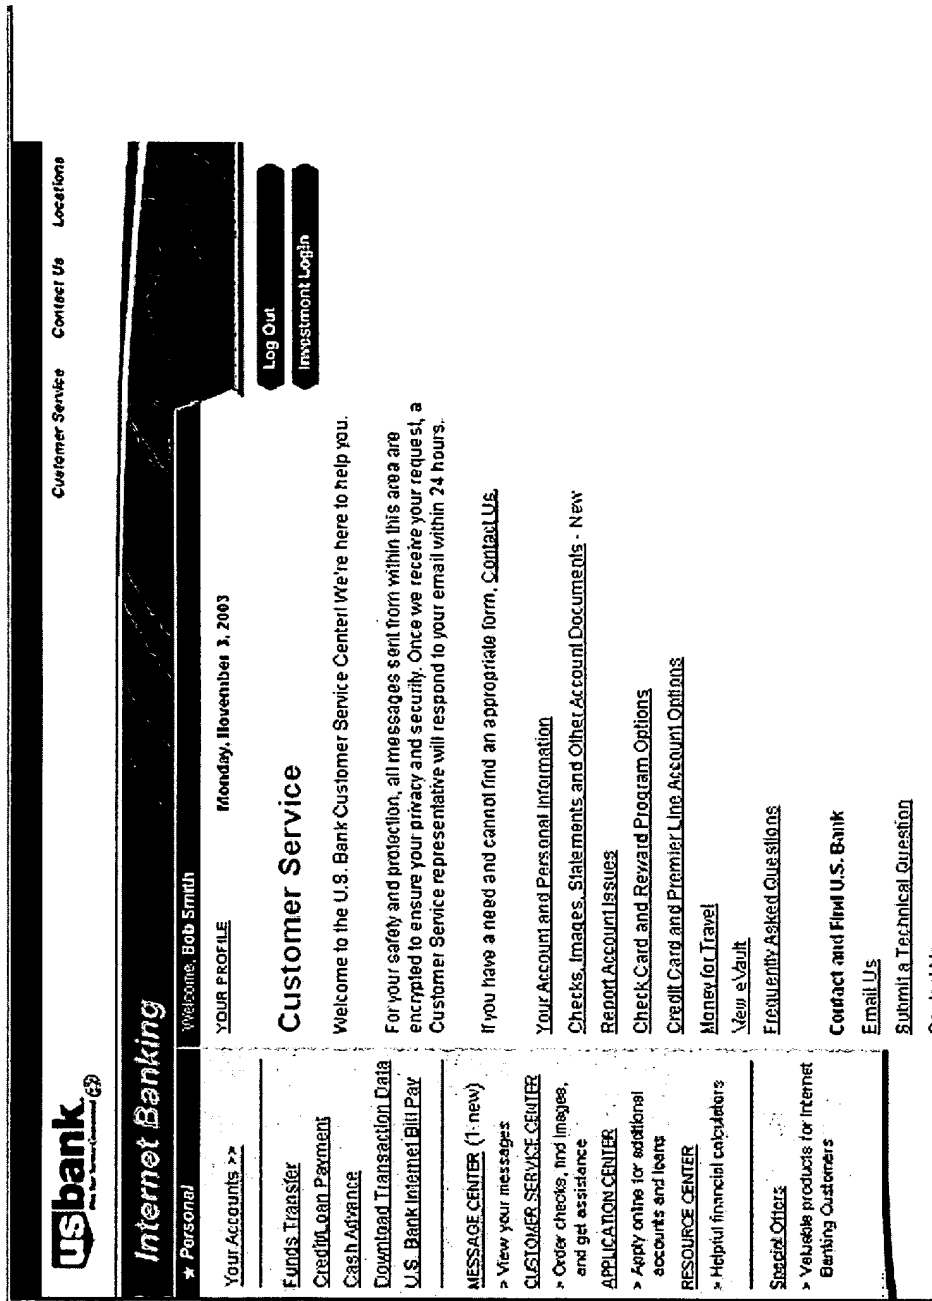 usbank
Five Star Service Guaranteed
Customer Service Contact Us Locations
Internet Banking
★ Personal
Welcome, Bob Smith
Your Accounts >>
Funds Transfer
Credit/Loan Payment
Cash Advance
Download Transaction Data
U.S. Bank Internet Bill Pay
MESSAGE CENTER (1 new)
» View your messages
CUSTOMER SERVICE CENTER
» Order checks, find images,
and get assistance
APPLICATION CENTER
» Apply online for additional
accounts and loans
RESOURCE CENTER
» Helpful financial calculators
Special Offers
» Valuable products for Internet
Banking Customers
YOUR PROFILE
Monday, November 3, 2003
Log Out
Investment Login
Customer Service
Welcome to the U.S. Bank Customer Service Center! We're here to help you.
For your safety and protection, all messages sent from within this area are
encrypted to ensure your privacy and security. Once we receive your request, a
Customer Service representative will respond to your email within 24 hours.
If you have a need and cannot find an appropriate form, Contact Us.
Your Account and Personal Information
Checks, Images, Statements and Other Account Documents - New
Report Account Issues
Check Card and Reward Program Options
Credit Card and Premier Line Account Options
Money for Travel
View eVault
Frequently Asked Questions
Contact and Find U.S. Bank
Email Us
Submit a Technical Question